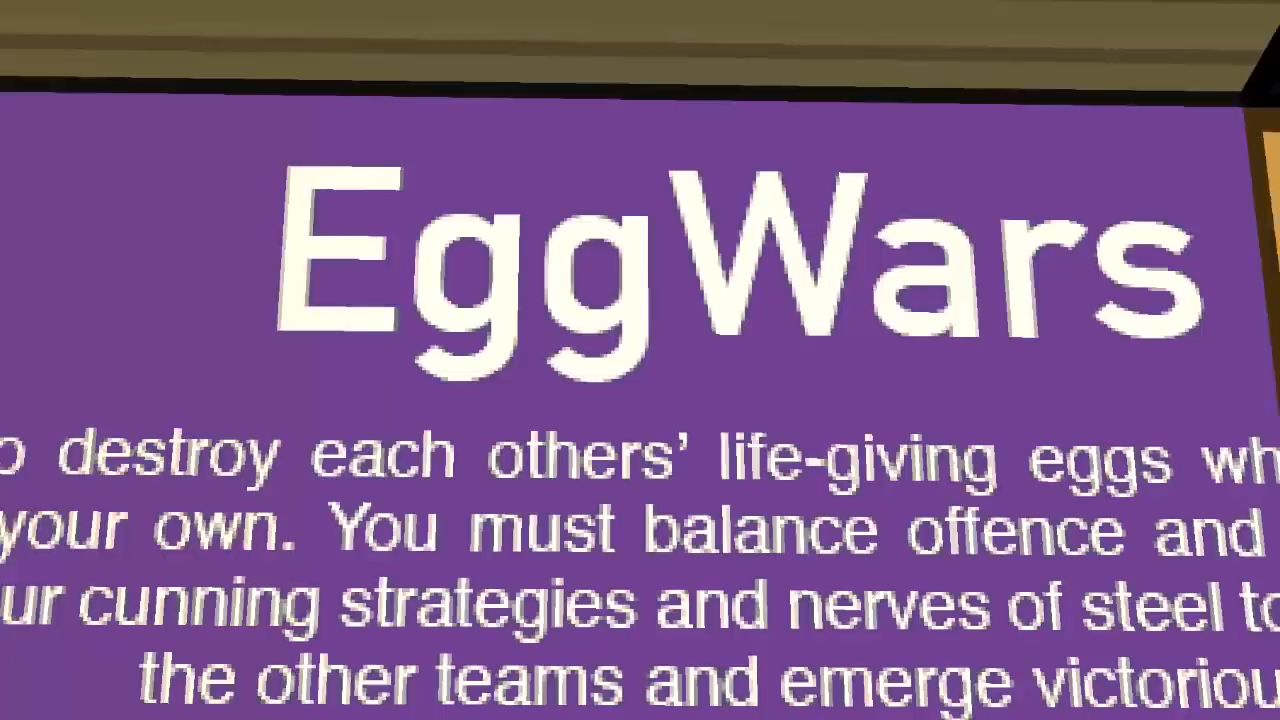 EggWars
destroy each others' life-giving eggs
your own. You must balance offence and
cunning strategies and nerves of steel
the other teams and emerge